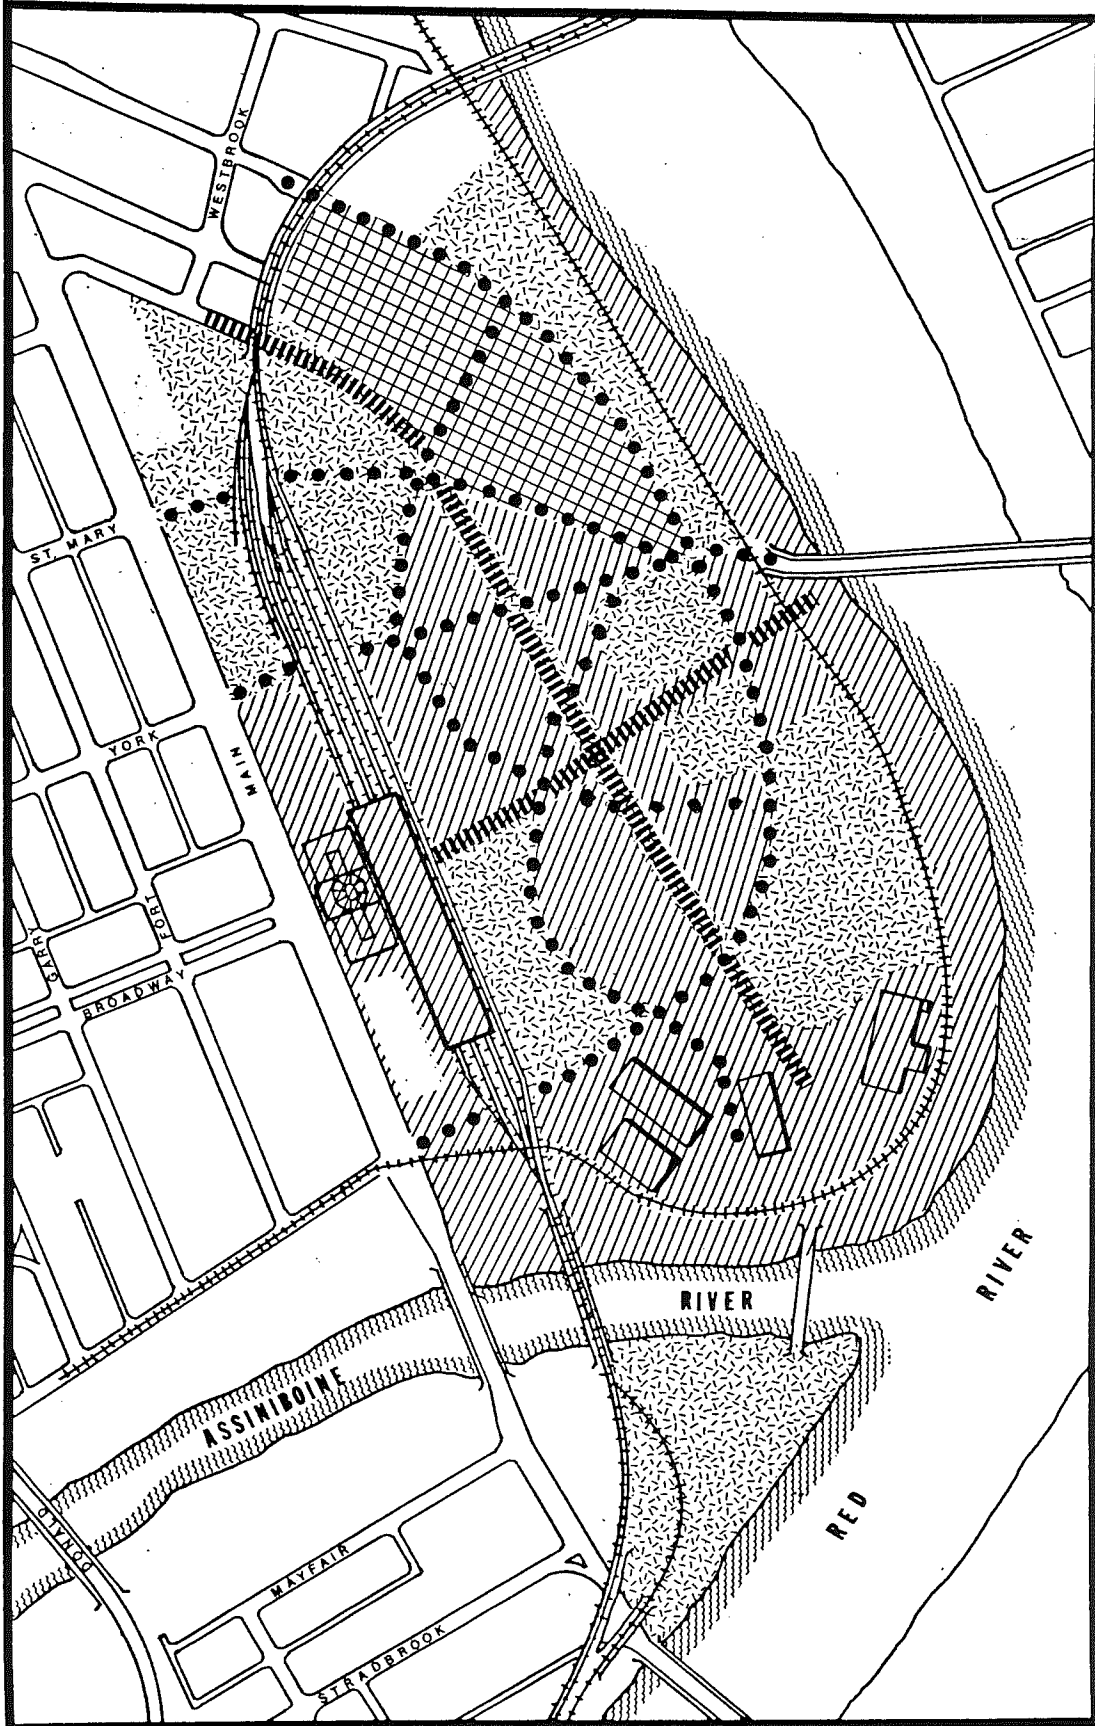 WESTBROOK
ST. MARY
YORK
MAIN
FORT
GARRY
BROADWAY
RIVER
RIVER
ASSINIBOINE
RED
DONALD
MAYFAIR
STRADBROOK